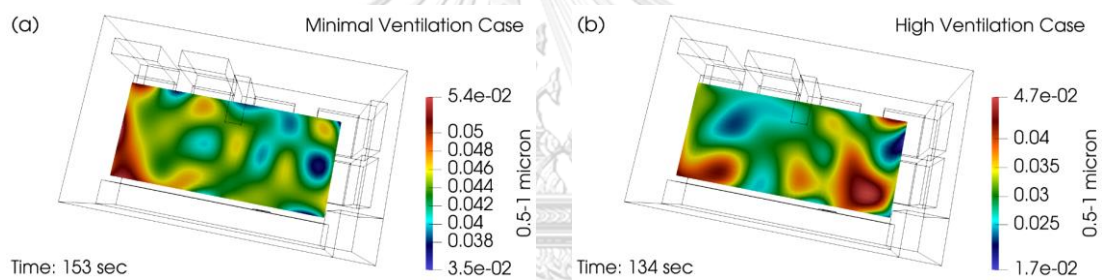 (a) Minimal Ventilation Case
5.4e-02
0.05
0.048
0.046
0.044
0.042
0.04
0.038
3.5e-02
0.5-1 micron
Time: 153 sec
(b) High Ventilation Case
4.7e-02
0.04
0.035
0.03
0.025
1.7e-02
0.5-1 micron
Time: 134 sec